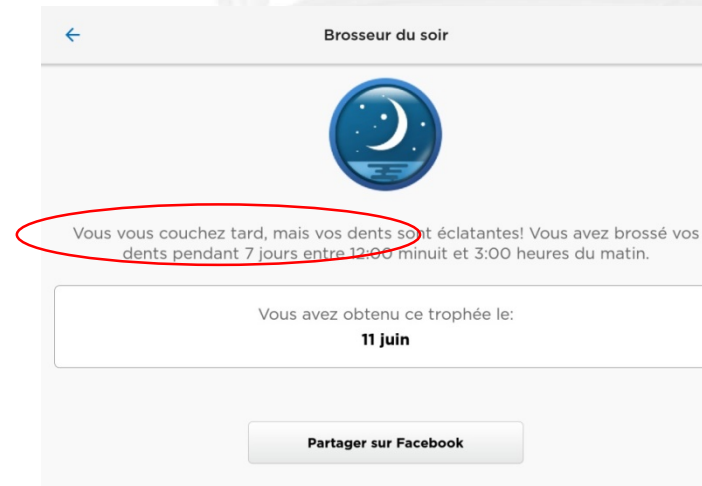 Brosseur du soir
Vous vous couchez tard, mais vos dents sont éclatantes! Vous avez brossé vos
dents pendant 7 jours entre 12:00 minuit et 3:00 heures du matin.
Vous avez obtenu ce trophée le:
11 juin
Partager sur Facebook